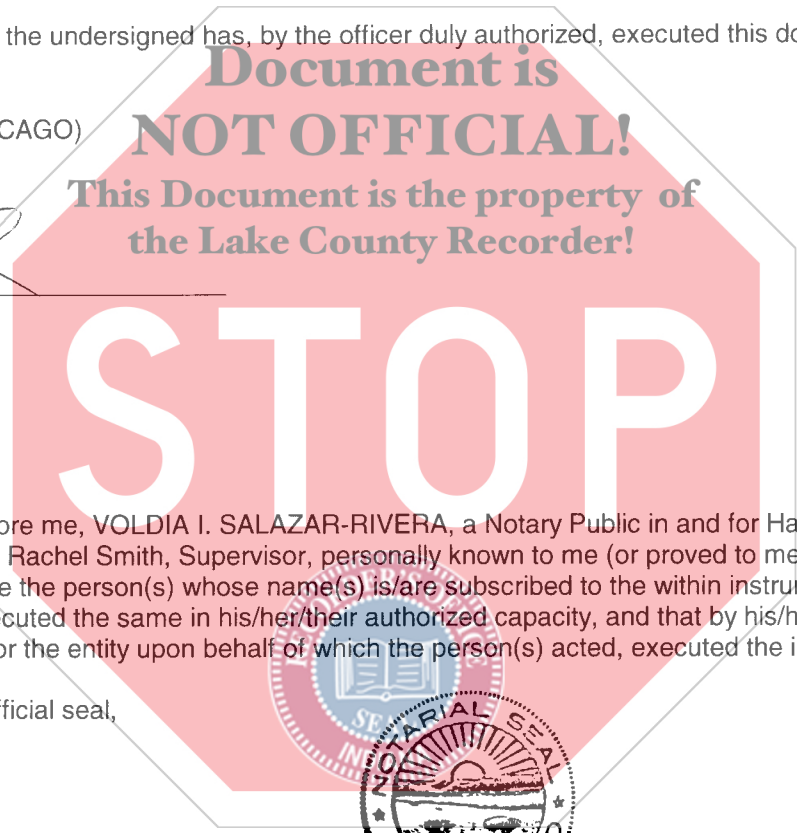 the undersigned has, by the officer duly authorized, executed this do
Document is
NOT OFFICIAL!
CAGO)
This Document is the property of
the Lake County Recorder!
STOP
ore me, VOLDIA I. SALAZAR-RIVERA, a Notary Public in and for Ha
Rachel Smith, Supervisor, personally known to me (or proved to me
e the person(s) whose name(s) is/are subscribed to the within instru
cuted the same in his/her/their authorized capacity, and that by his/h
or the entity upon behalf of which the person(s) acted, executed the i
RECORDER'S OFFICE
SEAL
INDIANA
fficial seal,
NOTARIAL SEAL